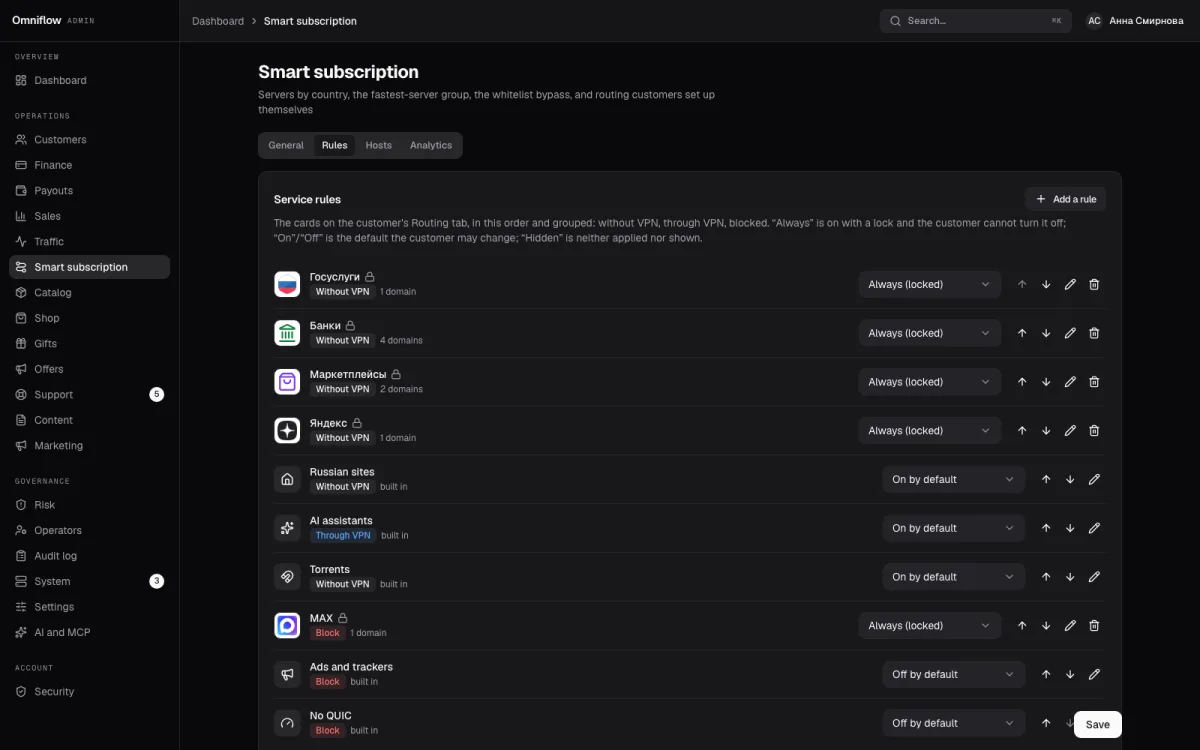 Omniflow ADMIN
Dashboard > Smart subscription
Search...
⌘K
AC
Анна Смирнова
OVERVIEW
Dashboard
OPERATIONS
Customers
Finance
Payouts
Sales
Traffic
Smart subscription
Catalog
Shop
Gifts
Offers
Support 5
Content
Marketing
GOVERNANCE
Risk
Operators
Audit log
System 3
Settings
AI and MCP
ACCOUNT
Security
Smart subscription
Servers by country, the fastest-server group, the whitelist bypass, and routing customers set up
themselves
General Rules Hosts Analytics
Service rules
Add a rule
The cards on the customer's Routing tab, in this order and grouped: without VPN, through VPN, blocked. “Always” is on with a lock and the customer cannot turn it off;
“On”/“Off” is the default the customer may change; “Hidden” is neither applied nor shown.
Госуслуги
Without VPN 1 domain
Always (locked)
Банки
Without VPN 4 domains
Always (locked)
Маркетплейсы
Without VPN 2 domains
Always (locked)
Яндекс
Without VPN 1 domain
Always (locked)
Russian sites
Without VPN built in
On by default
AI assistants
Through VPN built in
On by default
Torrents
Without VPN built in
On by default
MAX
Block 1 domain
Always (locked)
Ads and trackers
Block built in
Off by default
No QUIC
Block built in
Off by default
Save